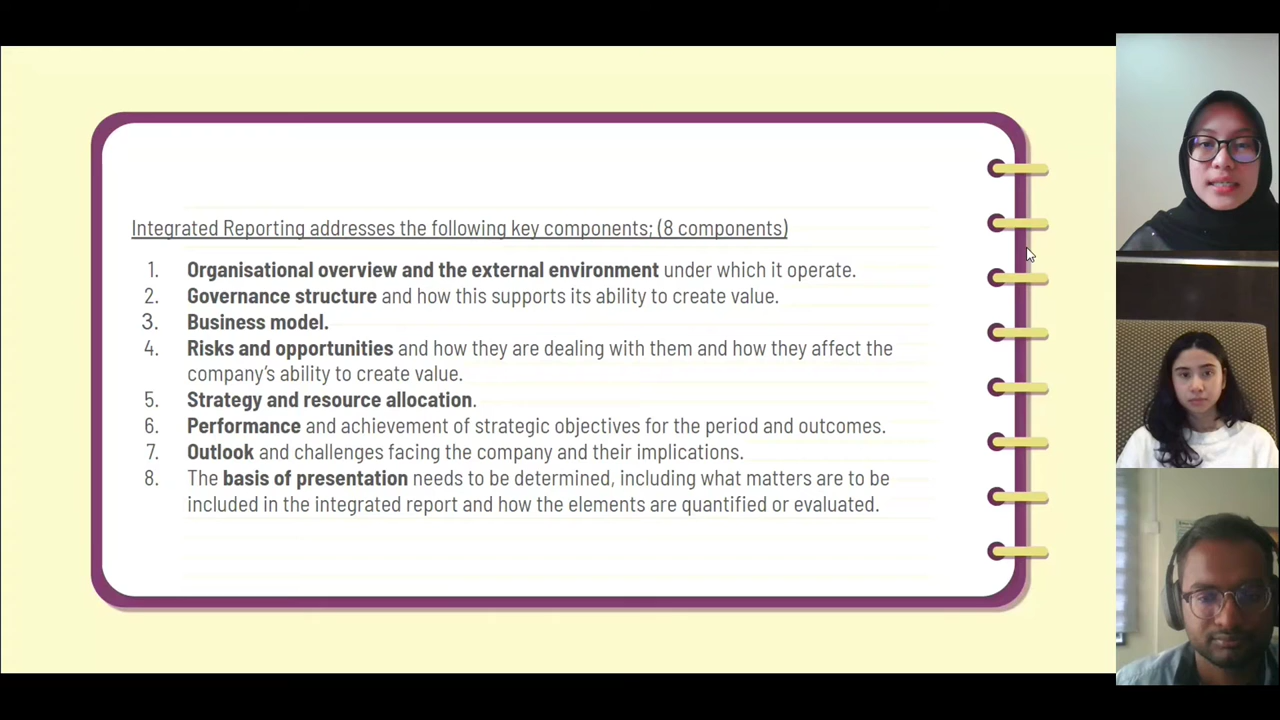 Integrated Reporting addresses the following key components; (8 components)
1. Organisational overview and the external environment under which it operate.
2. Governance structure and how this supports its ability to create value.
3. Business model.
4. Risks and opportunities and how they are dealing with them and how they affect the
company's ability to create value.
5. Strategy and resource allocation.
6. Performance and achievement of strategic objectives for the period and outcomes.
7. Outlook and challenges facing the company and their implications.
8. The basis of presentation needs to be determined, including what matters are to be
included in the integrated report and how the elements are quantified or evaluated.